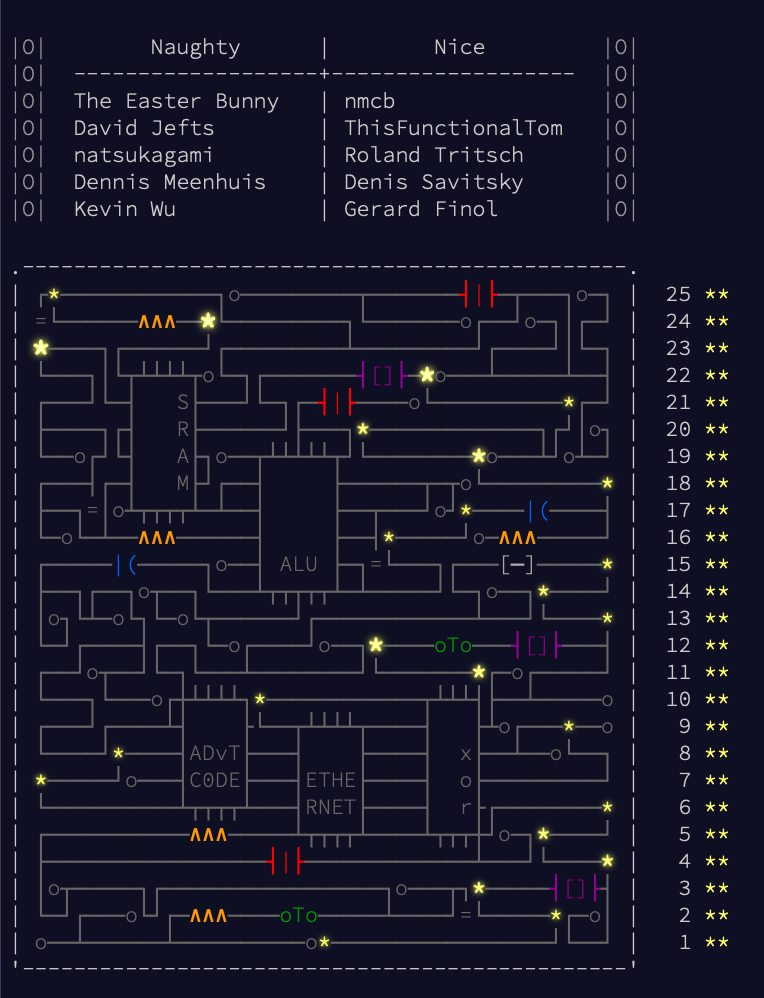 |O| Naughty | Nice |O|
|O| --------------------+------------------- |O|
|O| The Easter Bunny | nmcb |O|
|O| David Jefts | ThisFunctionalTom |O|
|O| natsukagami | Roland Tritsch |O|
|O| Dennis Meenhuis | Denis Savitsky |O|
|O| Kevin Wu | Gerard Finol |O|
25 **
24 **
23 **
22 **
S 21 **
R 20 **
A 19 **
M 18 **
17 **
16 **
ALU 15 **
14 **
13 **
oTo 12 **
11 **
10 **
9 **
ADvT x 8 **
C0DE ETHE o 7 **
RNET r 6 **
5 **
4 **
3 **
oTo 2 **
1 **